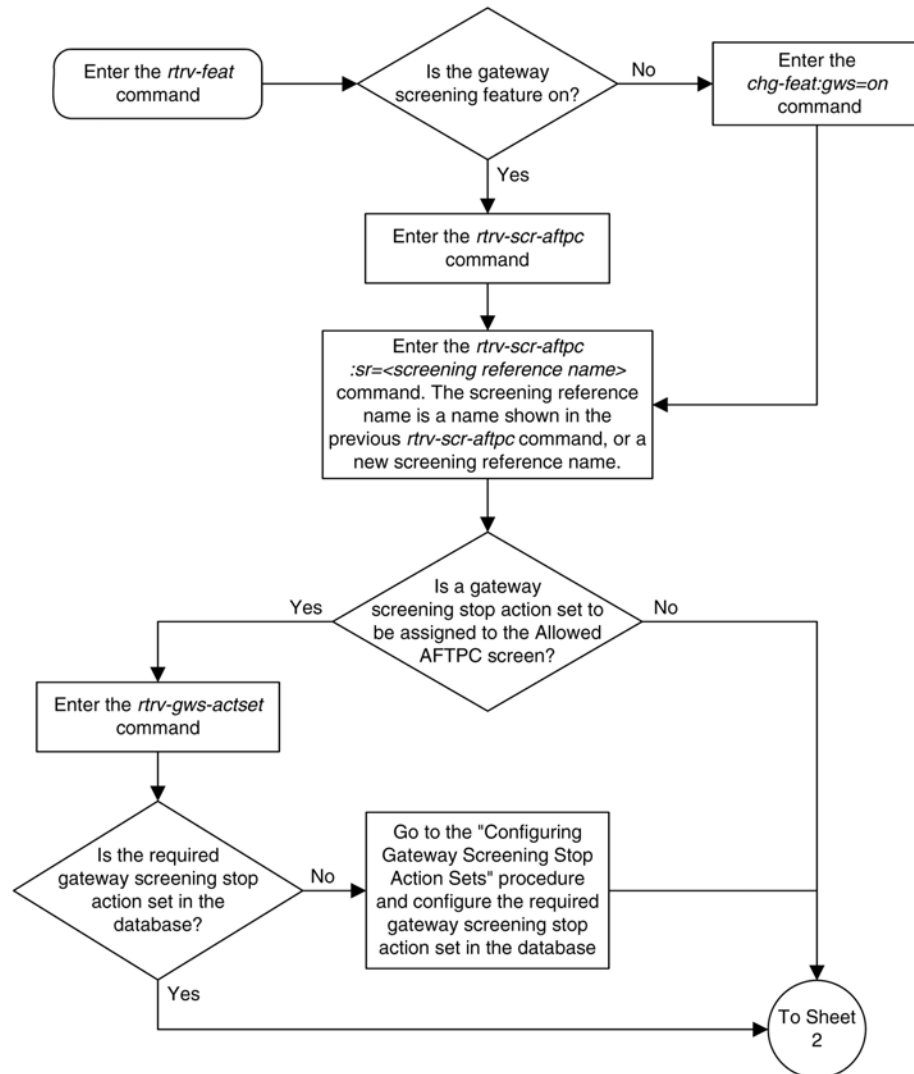 Enter the rtrv-feat
command
Is the gateway
screening feature on?
No
Enter the
chg-feat:gws=on
command
Yes
Enter the rtrv-scr-aftpc
command
Enter the rtrv-scr-aftpc
:sr=<screening reference name>
command. The screening reference
name is a name shown in the
previous rtrv-scr-aftpc command, or a
new screening reference name.
Is a gateway
screening stop action set to
be assigned to the Allowed
AFTPC screen?
Yes
No
Enter the rtrv-gws-actset
command
Is the required
gateway screening stop
action set in the
database?
No
Go to the "Configuring
Gateway Screening Stop
Action Sets" procedure
and configure the required
gateway screening stop
action set in the database
Yes
To Sheet
2